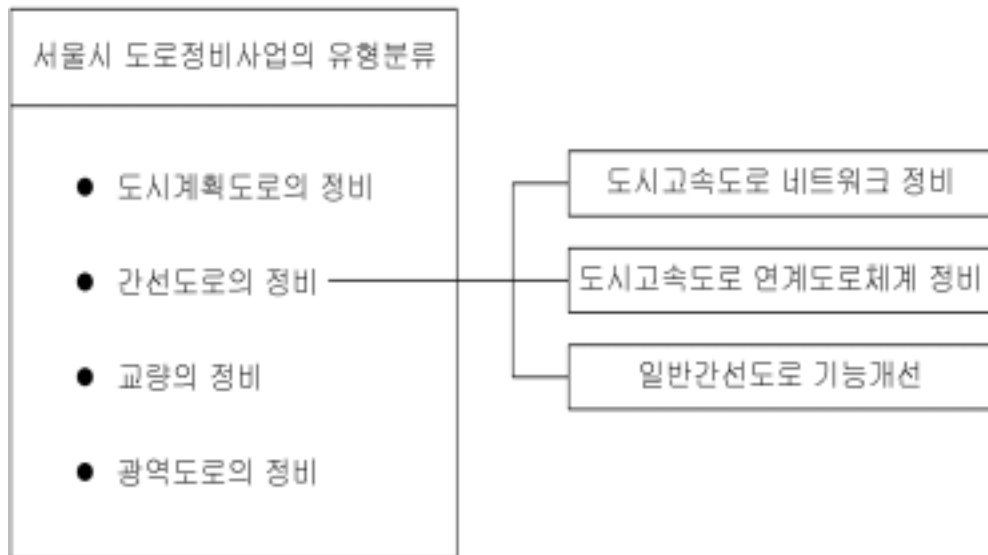 서울시 도로정비사업의 유형분류
● 도시계획도로의 정비
● 간선도로의 정비
● 교량의 정비
● 광역도로의 정비
도시고속도로 네트워크 정비
도시고속도로 연계도로체계 정비
일반간선도로 기능개선